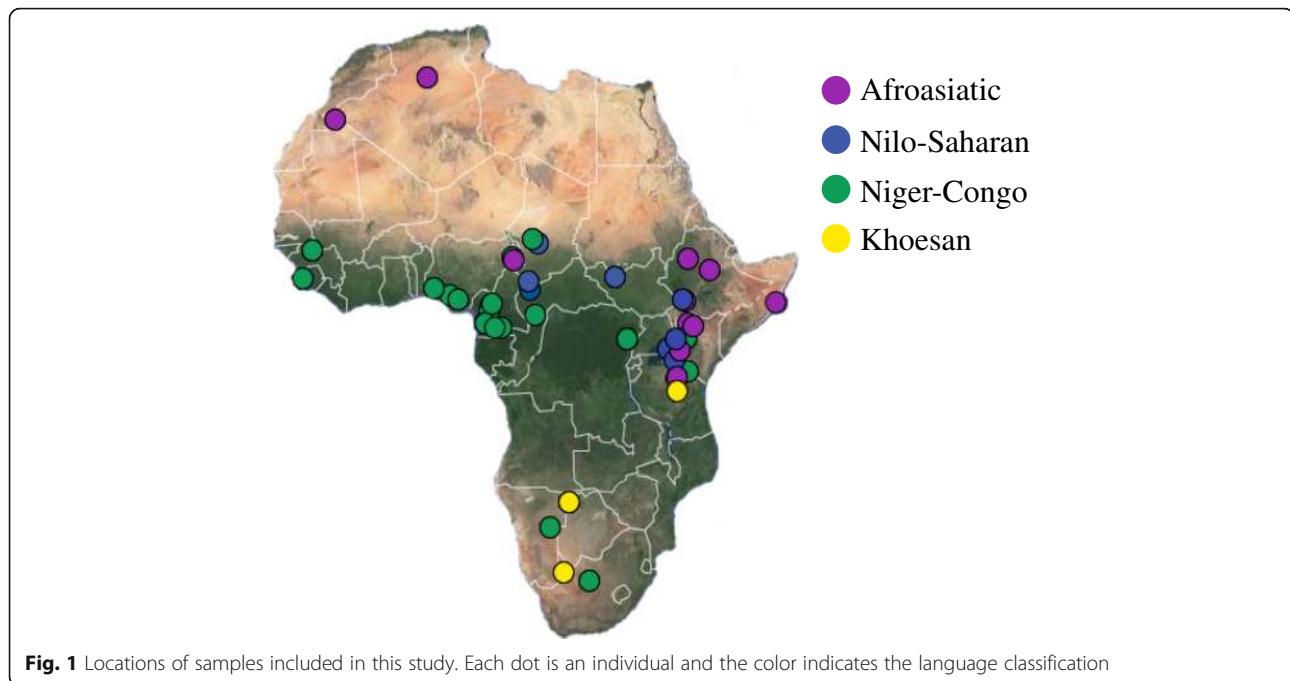 Afroasiatic
Nilo-Saharan
Niger-Congo
Khoesan
Fig. 1 Locations of samples included in this study. Each dot is an individual and the color indicates the language classification